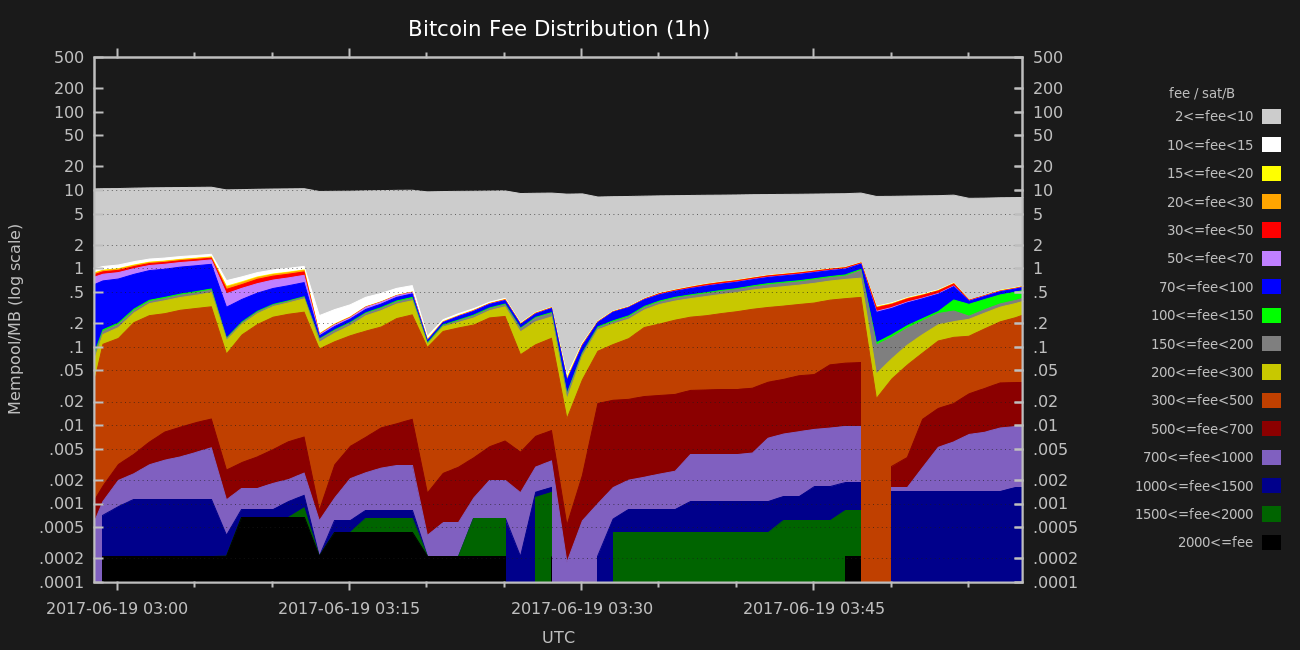 Bitcoin Fee Distribution (1h)
500 500
200 200
100 100
50 50
20 20
10 10
5 5
2 2
1 1
.5 .5
.2 .2
.1 .1
.05 .05
.02 .02
.01 .01
.005 .005
.002 .002
.001 .001
.0005 .0005
.0002 .0002
.0001 .0001
Mempool/MB (log scale)
2017-06-19 03:00 2017-06-19 03:15 2017-06-19 03:30 2017-06-19 03:45
UTC
fee / sat/B
2<=fee<10
10<=fee<15
15<=fee<20
20<=fee<30
30<=fee<50
50<=fee<70
70<=fee<100
100<=fee<150
150<=fee<200
200<=fee<300
300<=fee<500
500<=fee<700
700<=fee<1000
1000<=fee<1500
1500<=fee<2000
2000<=fee